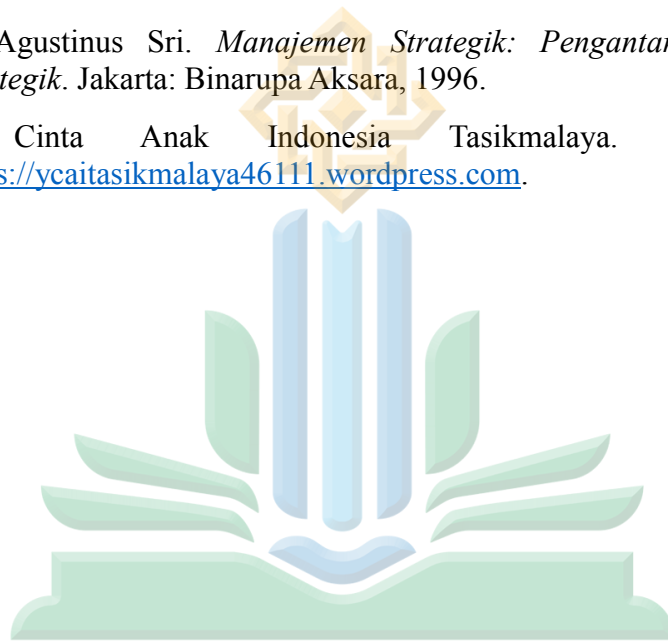 Agustinus Sri. Manajemen Strategik: Pengantar
tegik. Jakarta: Binarupa Aksara, 1996.
Cinta Anak Indonesia Tasikmalaya.
s://ycaitasikmalaya46111.wordpress.com.